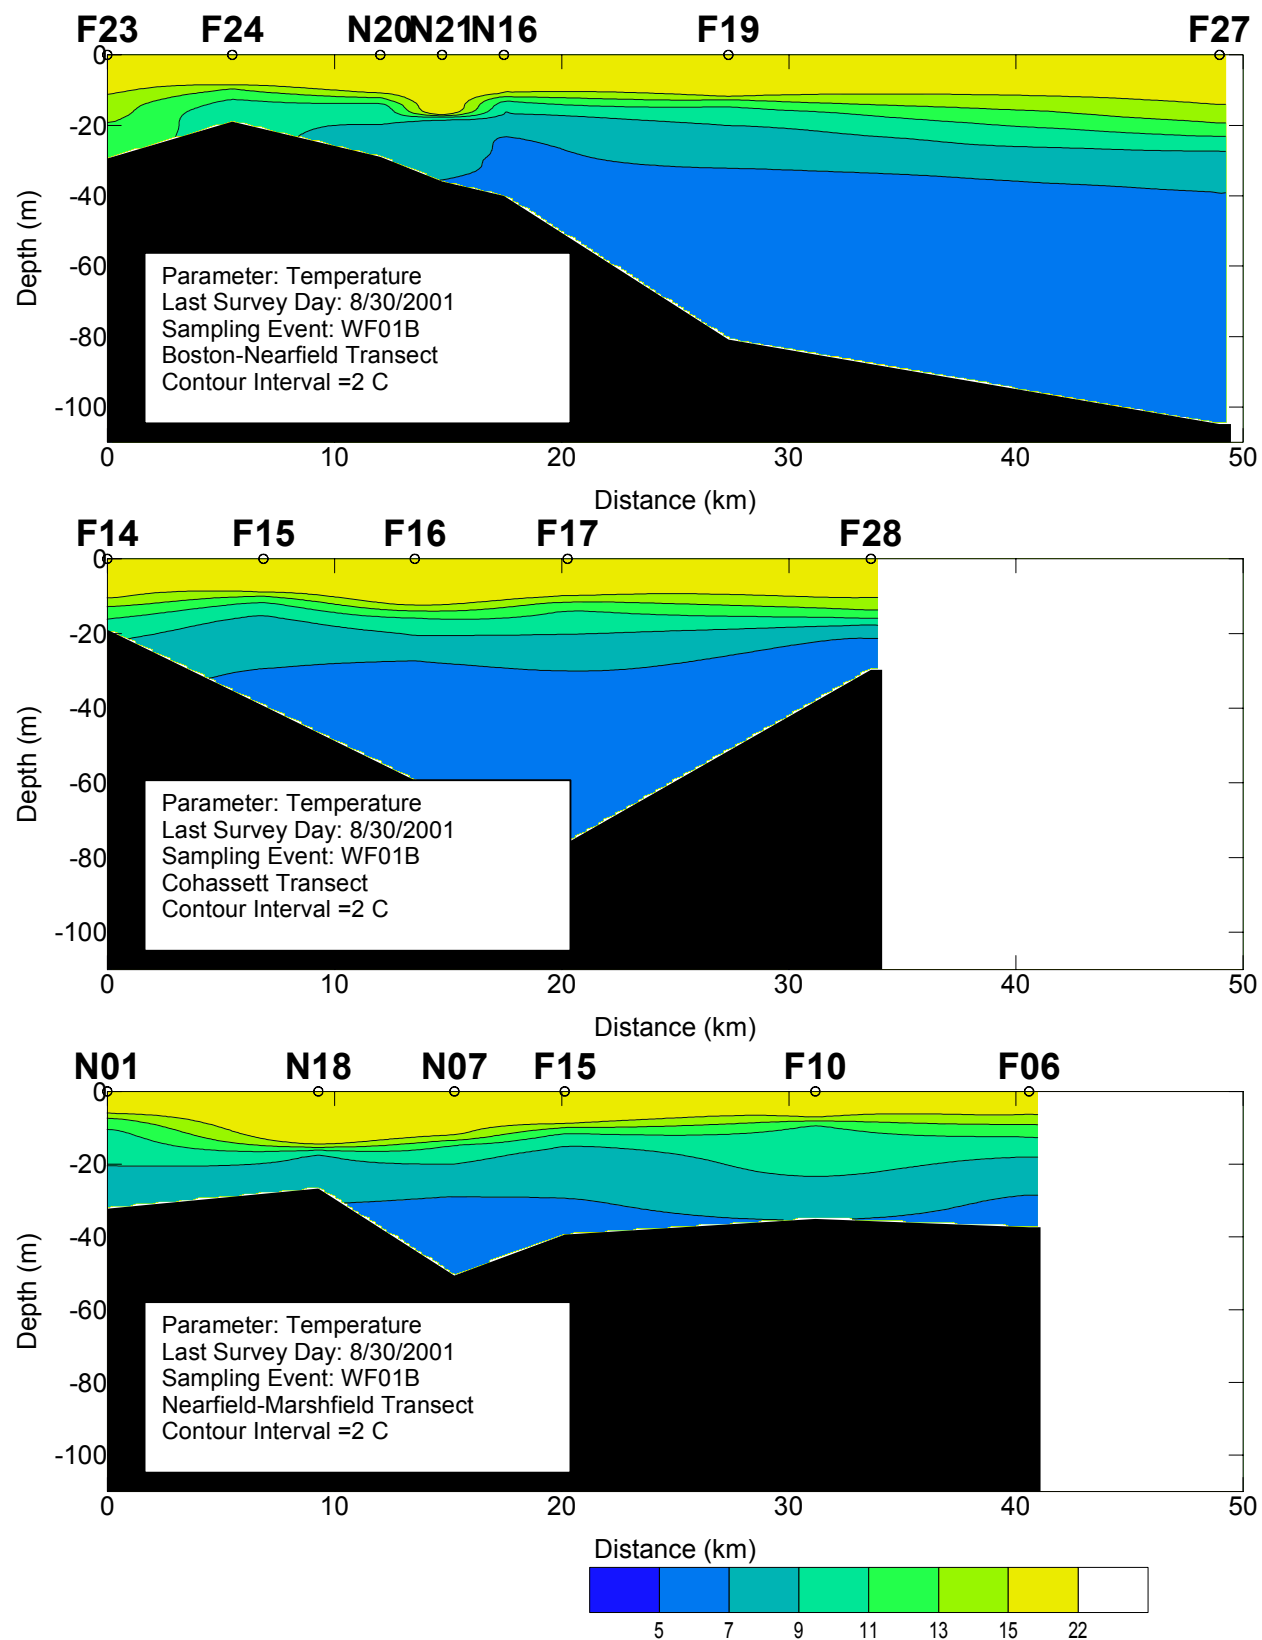 F23 F24 N20 N21 N16 F19 F27
0
-20
-40
-60
-80
-100
Depth (m)
Parameter: Temperature
Last Survey Day: 8/30/2001
Sampling Event: WF01B
Boston-Nearfield Transect
Contour Interval =2 C
0 10 20 30 40 50
Distance (km)
F14 F15 F16 F17 F28
0
-20
-40
-60
-80
-100
Depth (m)
Parameter: Temperature
Last Survey Day: 8/30/2001
Sampling Event: WF01B
Cohassett Transect
Contour Interval =2 C
0 10 20 30 40 50
Distance (km)
N01 N18 N07 F15 F10 F06
0
-20
-40
-60
-80
-100
Depth (m)
Parameter: Temperature
Last Survey Day: 8/30/2001
Sampling Event: WF01B
Nearfield-Marshfield Transect
Contour Interval =2 C
0 10 20 30 40 50
Distance (km)
5 7 9 11 13 15 22